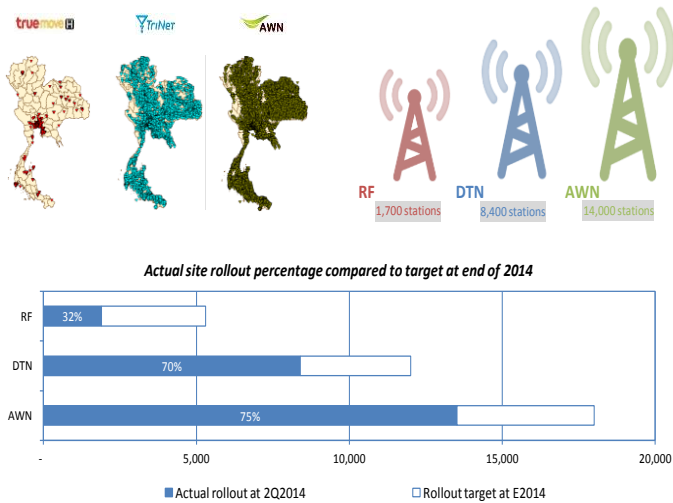 truemove H
TriNet
AWN
RF
1,700 stations
DTN
8,400 stations
AWN
14,000 stations
Actual site rollout percentage compared to target at end of 2014
RF
32%
DTN
70%
AWN
75%
-
5,000
10,000
15,000
20,000
Actual rollout at 2Q2014
Rollout target at E2014